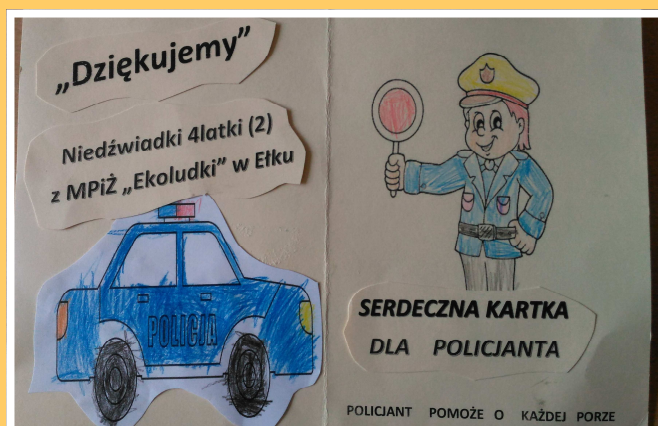 „Dziękujemy”
Niedźwiadki 4latki (2)
z MPiŻ „Ekoludki” w Ełku
POLICJA
SERDECZNA KARTKA
DLA POLICJANTA
POLICJANT POMOŻE O KAŻDEJ PORZE